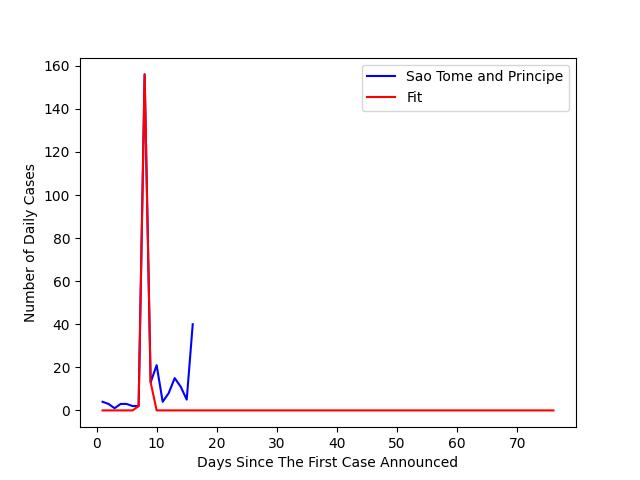 160
140
120
100
80
60
40
20
0
0 10 20 30 40 50 60 70
Number of Daily Cases
Days Since The First Case Announced
Sao Tome and Principe
Fit